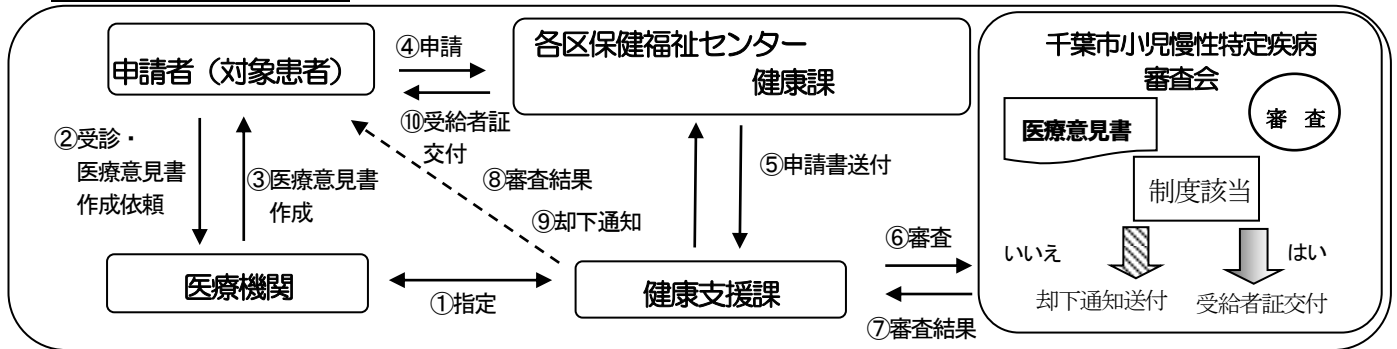 申請者（対象患者）
④申請
⑩受給者証
交付
各区保健福祉センター
健康課
千葉市小児慢性特定疾病
審査会
医療意見書
審　査
制度該当
いいえ
はい
却下通知送付
受給者証交付
②受診・
医療意見書
作成依頼
③医療意見書
作成
⑧審査結果
⑨却下通知
⑤申請書送付
⑥審査
⑦審査結果
医療機関
①指定
健康支援課